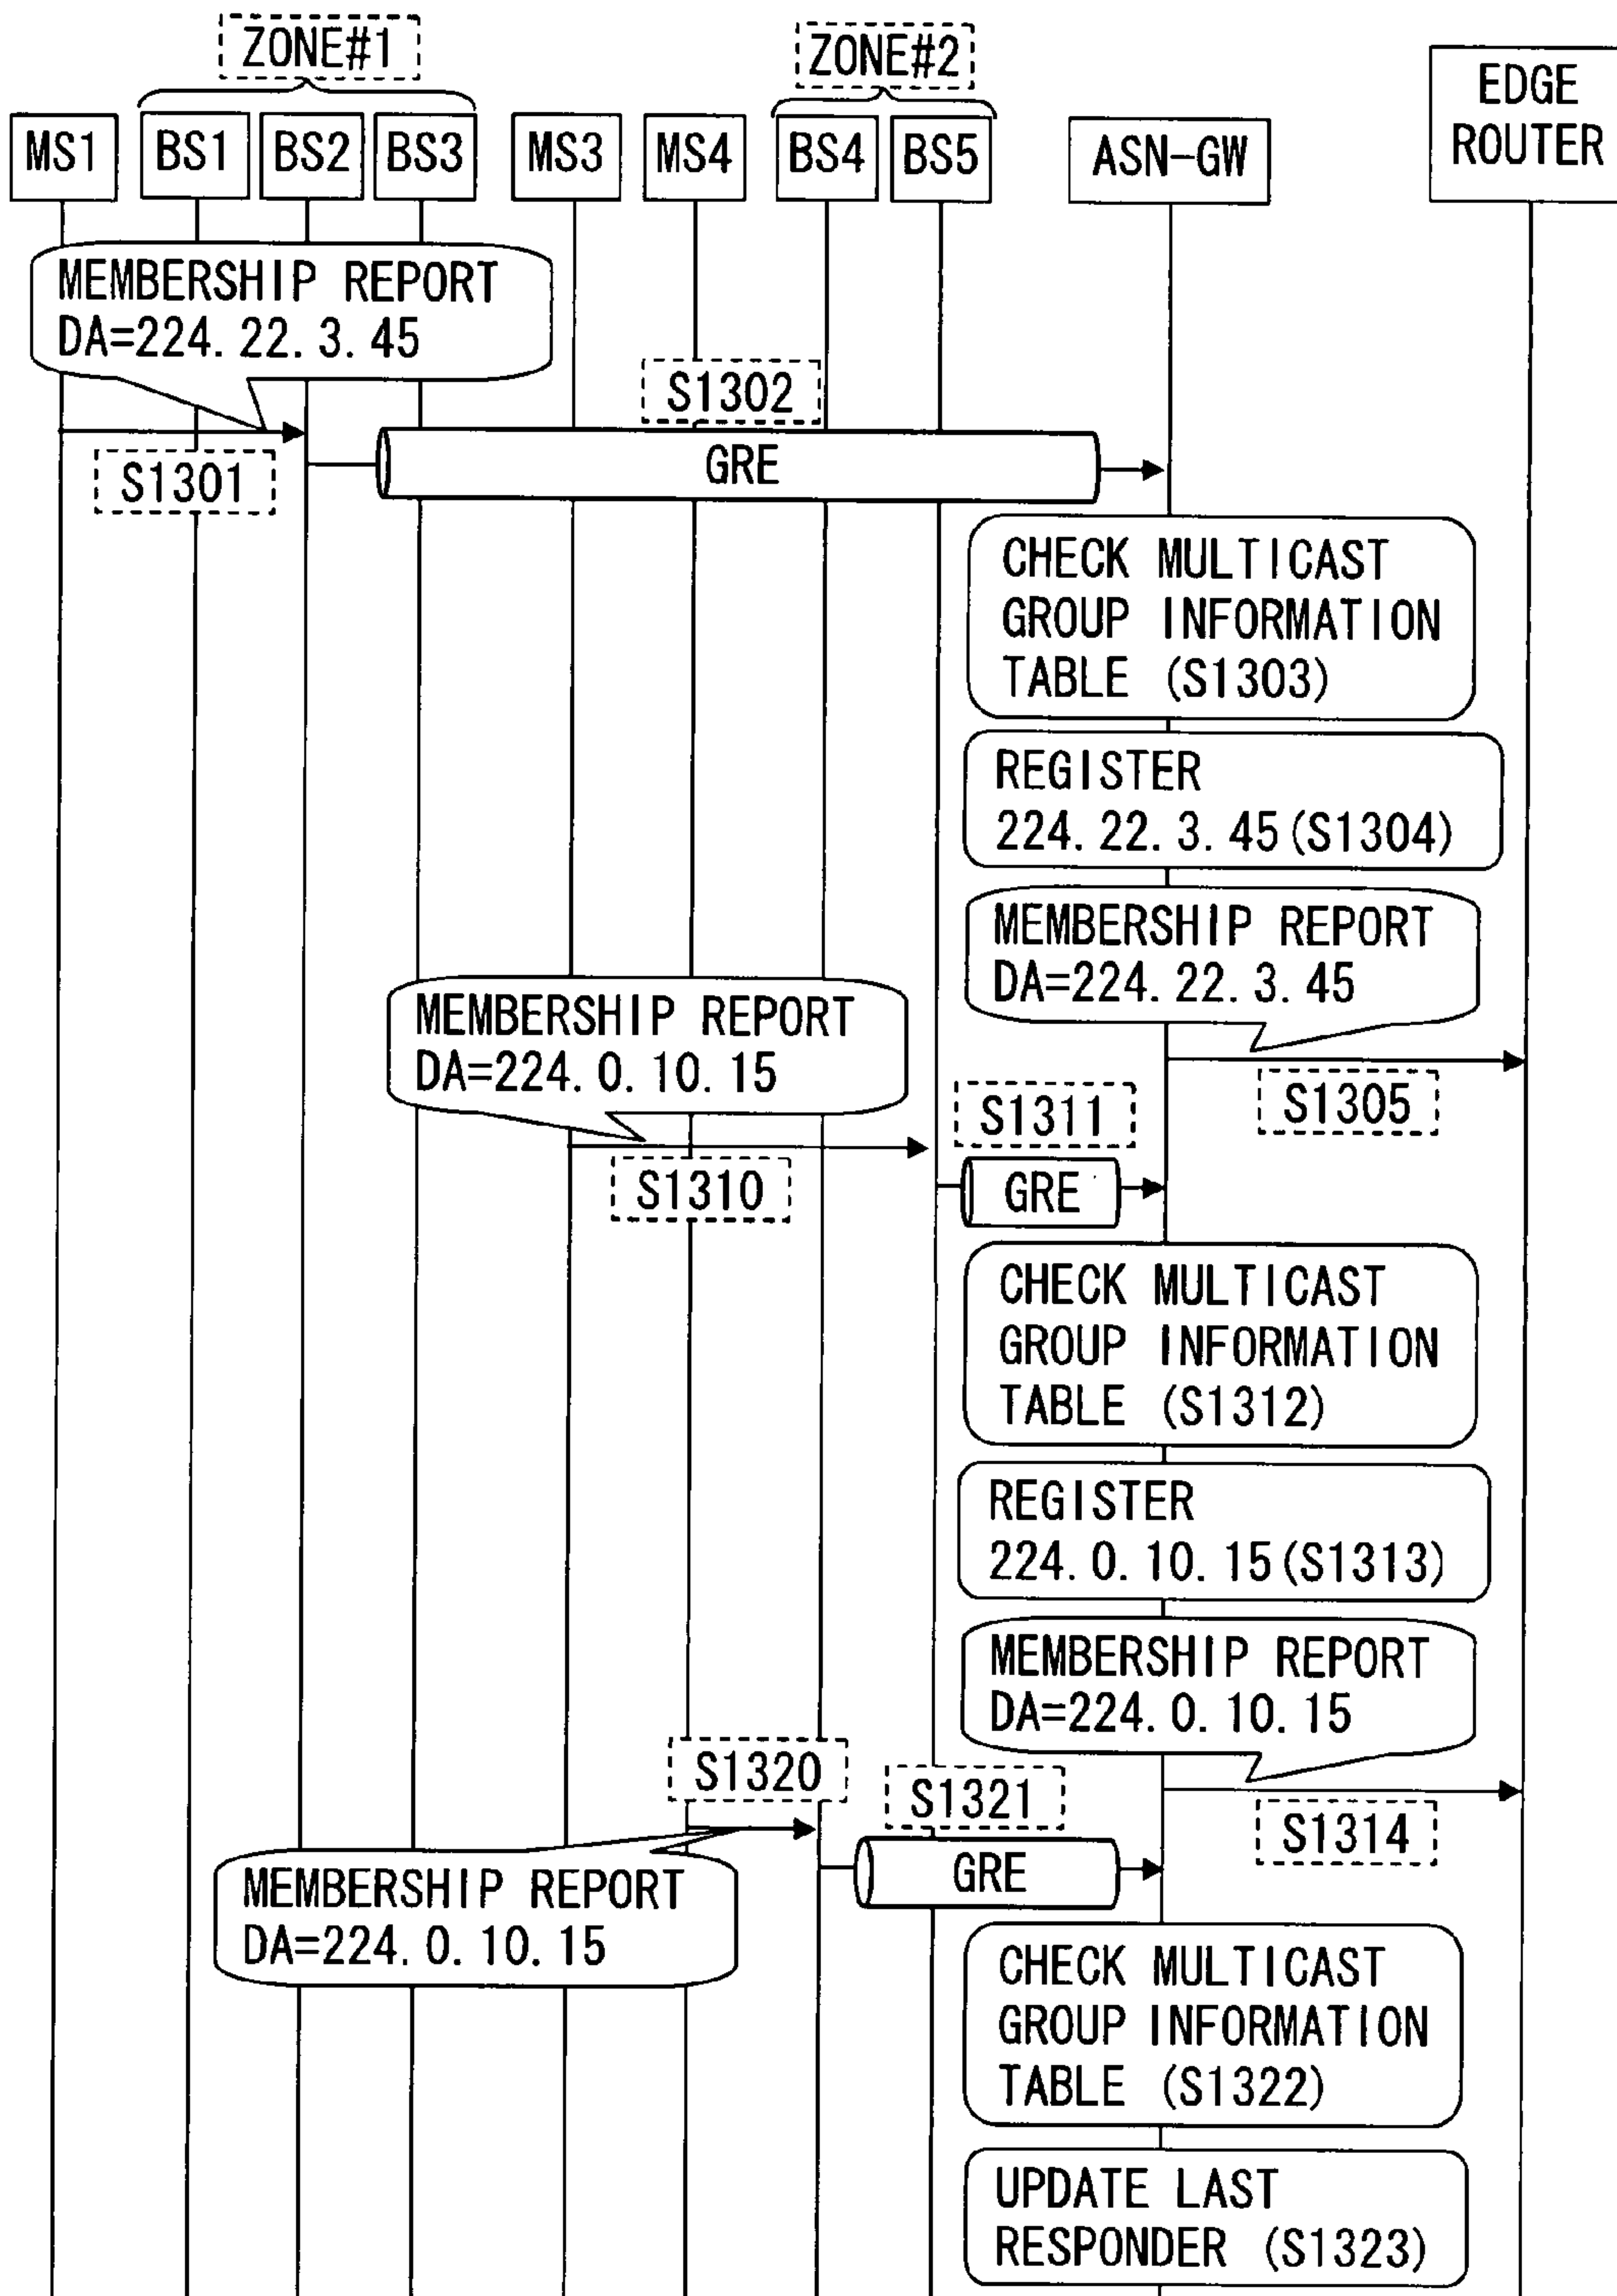 ZONE#1
ZONE#2
MS1
BS1
BS2
BS3
MS3
MS4
BS4
BS5
ASN-GW
EDGE
ROUTER
MEMBERSHIP REPORT
DA=224.22.3.45
S1301
S1302
GRE
CHECK MULTICAST
GROUP INFORMATION
TABLE (S1303)
REGISTER
224.22.3.45(S1304)
MEMBERSHIP REPORT
DA=224.22.3.45
S1305
MEMBERSHIP REPORT
DA=224.0.10.15
S1310
S1311
GRE
CHECK MULTICAST
GROUP INFORMATION
TABLE (S1312)
REGISTER
224.0.10.15(S1313)
MEMBERSHIP REPORT
DA=224.0.10.15
S1314
S1320
MEMBERSHIP REPORT
DA=224.0.10.15
S1321
GRE
CHECK MULTICAST
GROUP INFORMATION
TABLE (S1322)
UPDATE LAST
RESPONDER (S1323)